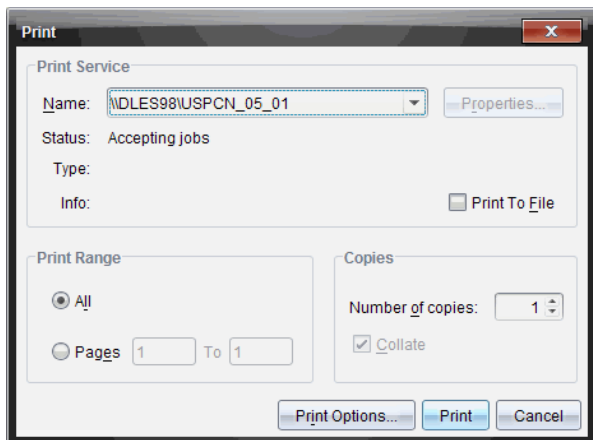 Print
Print Service
Name: \\DLES98\USPCN_05_01 Properties...
Status: Accepting jobs
Type:
Info: Print To File
Print Range Copies
All Number of copies: 1
Collate
Pages 1 To 1
Print Options... Print Cancel